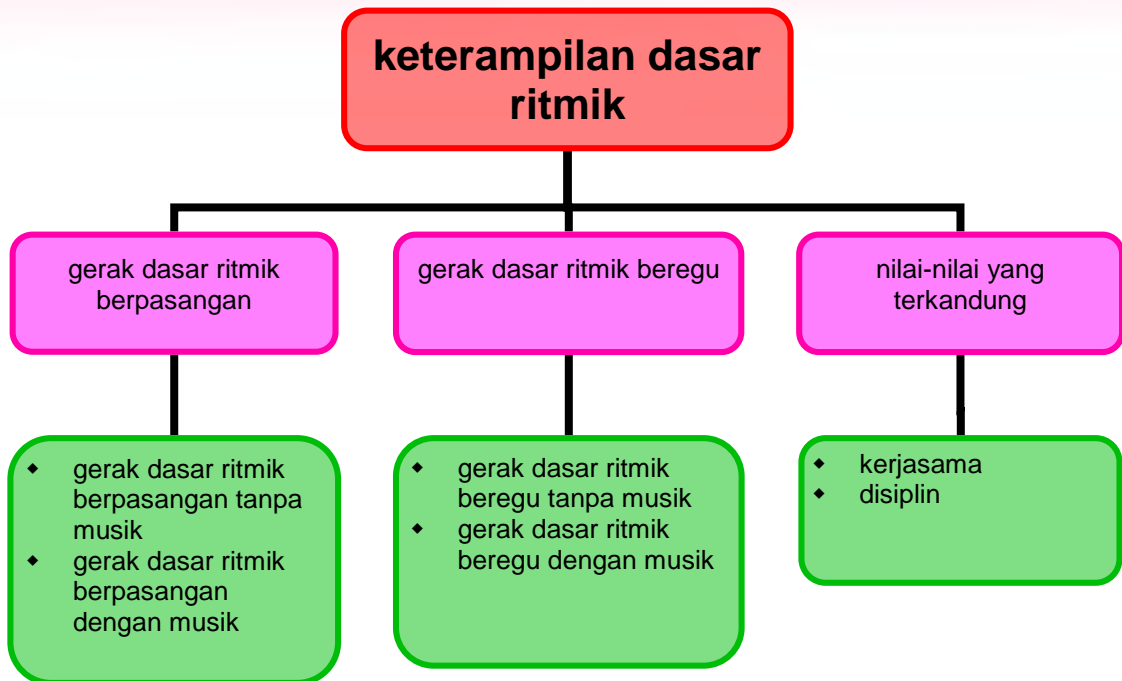 keterampilan dasar
ritmik
gerak dasar ritmik
berpasangan
gerak dasar ritmik beregu
nilai-nilai yang
terkandung
◆ gerak dasar ritmik
berpasangan tanpa
musik
◆ gerak dasar ritmik
berpasangan
dengan musik
◆ gerak dasar ritmik
beregu tanpa musik
◆ gerak dasar ritmik
beregu dengan musik
◆ kerjasama
◆ disiplin